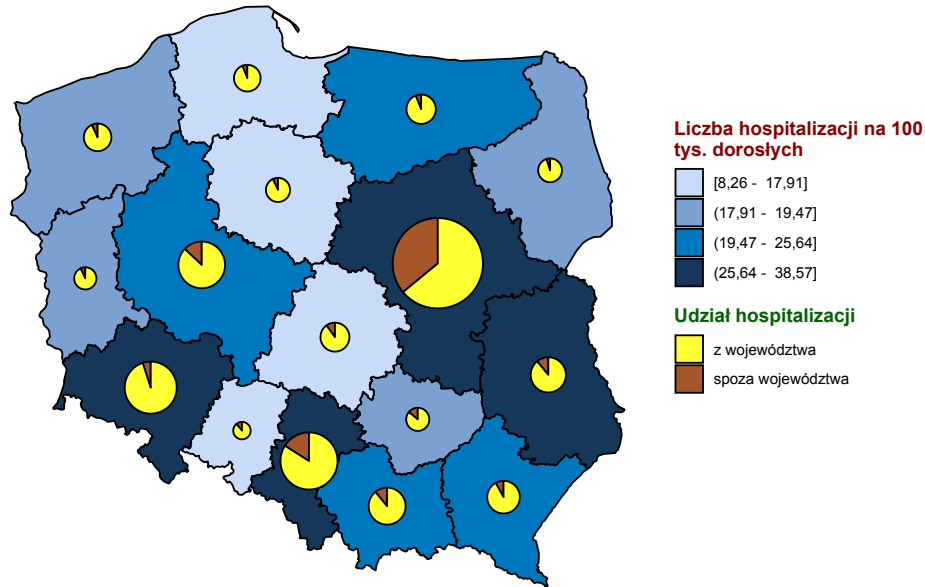 Liczba hospitalizacji na 100
tys. dorosłych
[8,26 - 17,91]
(17,91 - 19,47]
(19,47 - 25,64]
(25,64 - 38,57]
Udział hospitalizacji
z województwa
spoza województwa